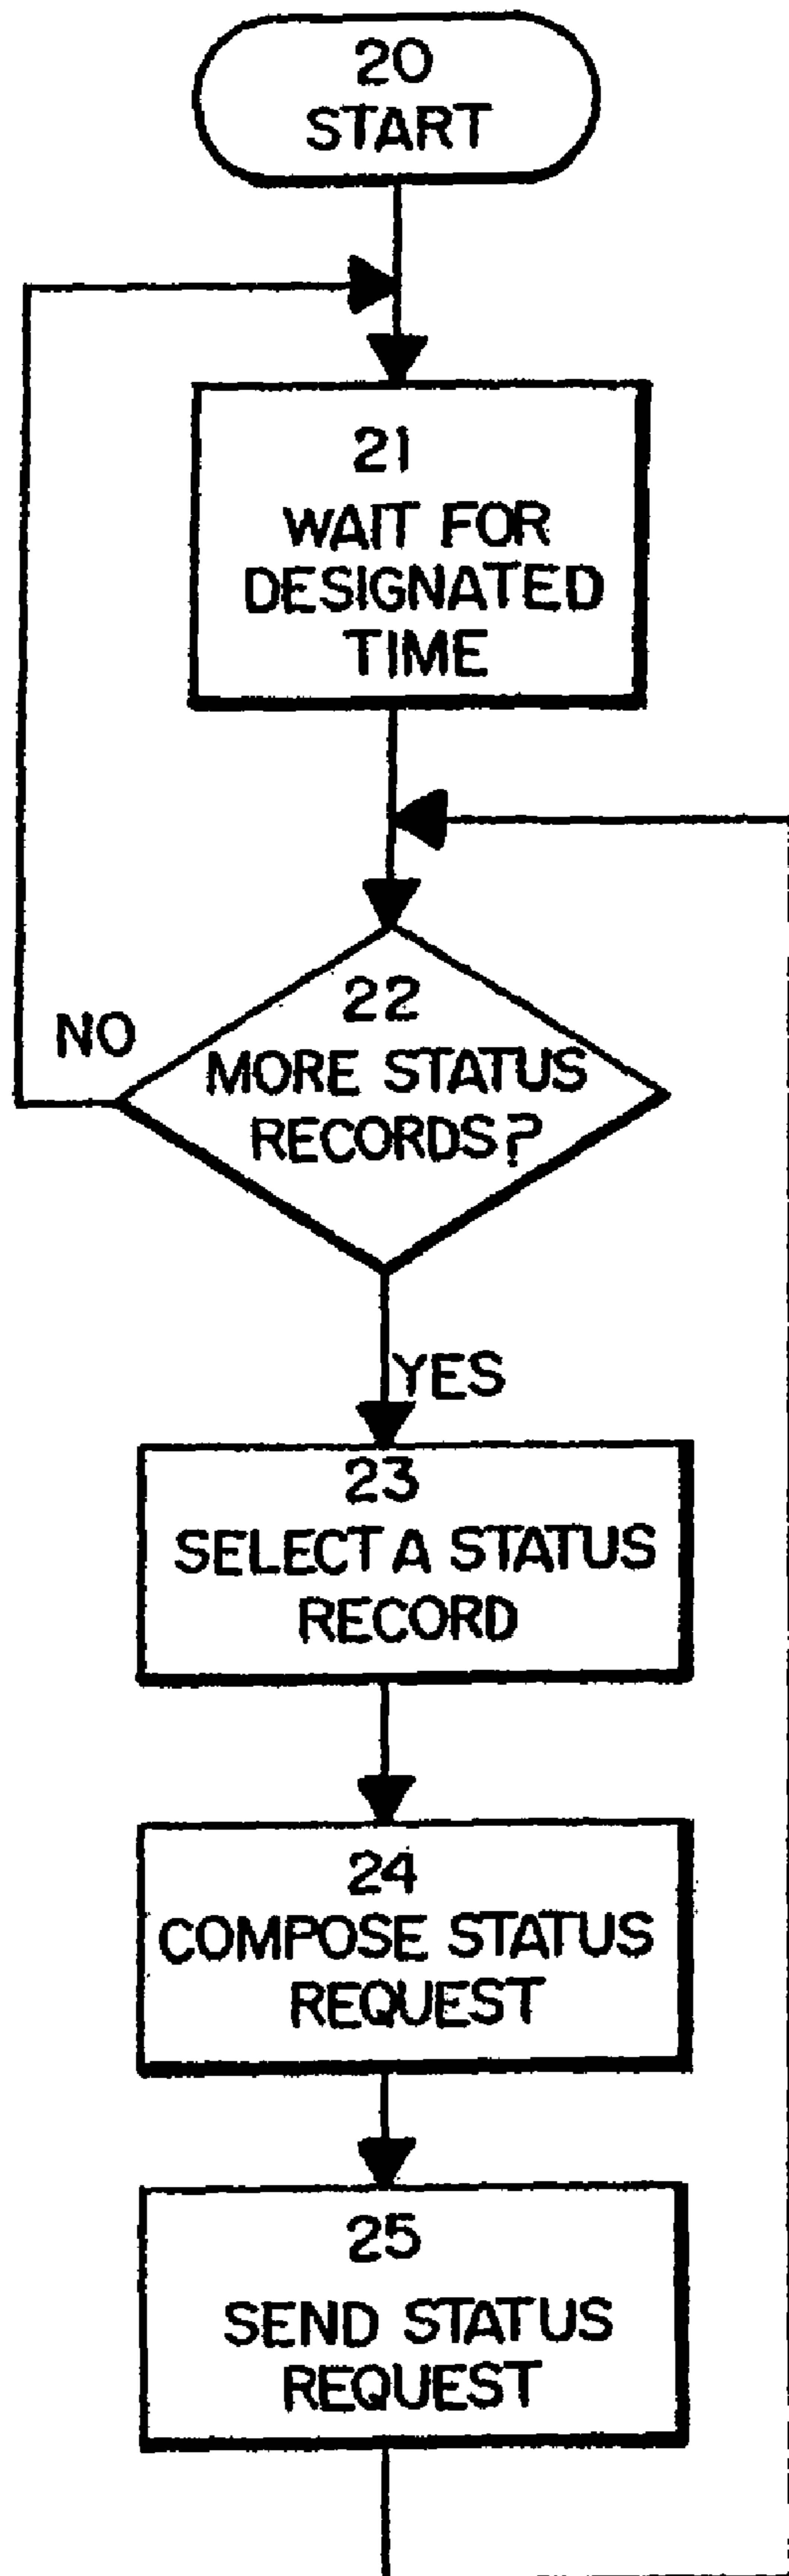 20
START
21
WAIT FOR
DESIGNATED
TIME
22
MORE STATUS
RECORDS?
NO
YES
23
SELECT A STATUS
RECORD
24
COMPOSE STATUS
REQUEST
25
SEND STATUS
REQUEST